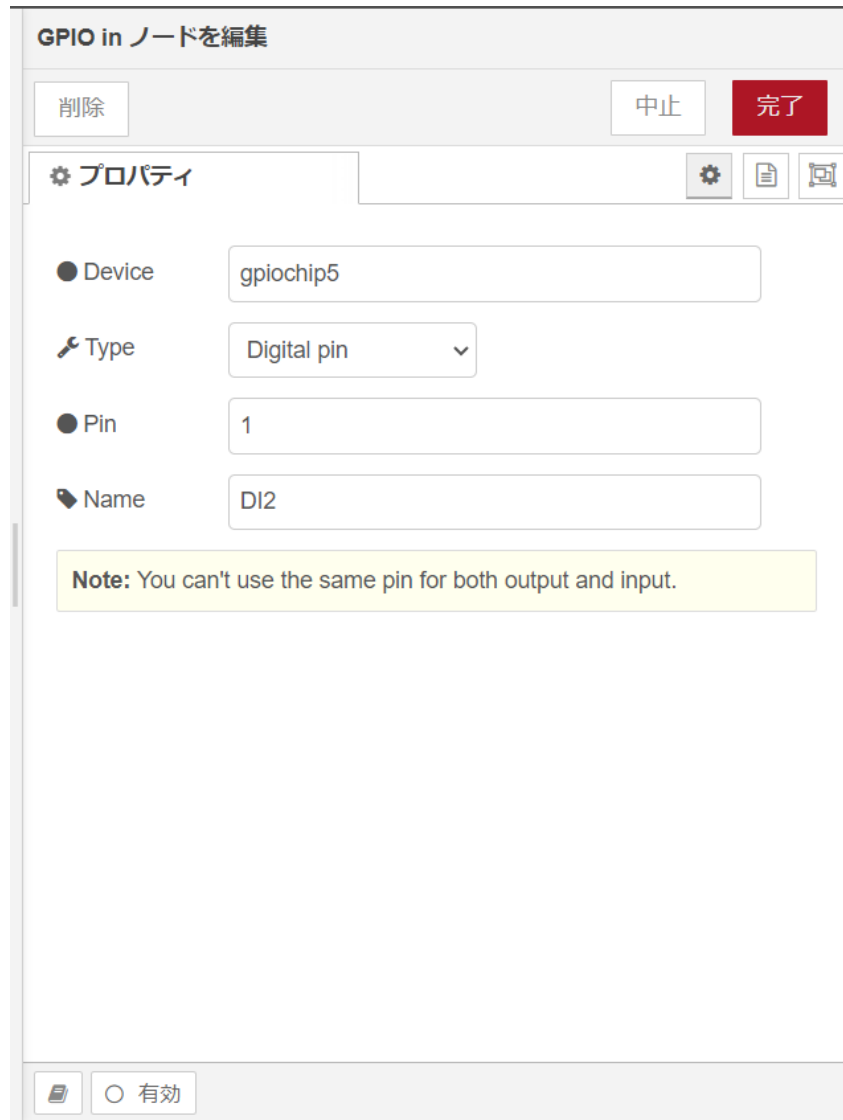 GPIO in ノードを編集
削除
中止
完了
プロパティ
Device
gpiochip5
Type
Digital pin
Pin
1
Name
DI2
Note: You can't use the same pin for both output and input.
有効